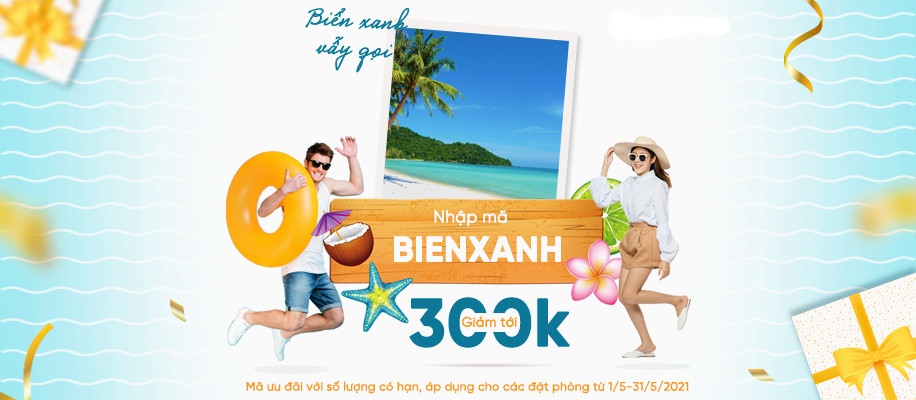 Biển xanh
vẫy gọi
Nhập mã
BIENXANH
300k
Giảm tới
Mã ưu đãi với số lượng có hạn, áp dụng cho các đặt phòng từ 1/5-31/5/2021